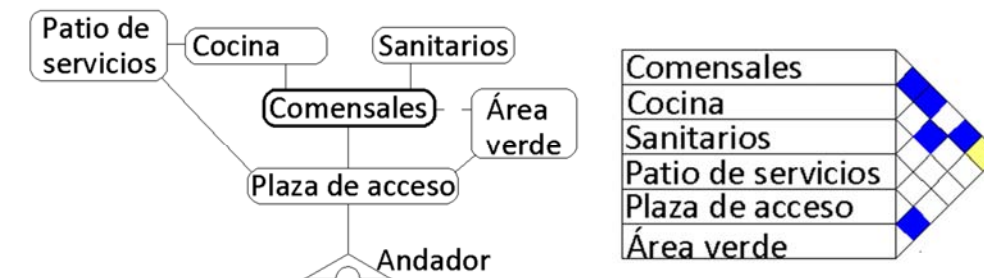 Patio de
servicios
Cocina
Sanitarios
Comensales
Área
verde
Plaza de acceso
Andador
Comensales
Cocina
Sanitarios
Patio de servicios
Plaza de acceso
Área verde